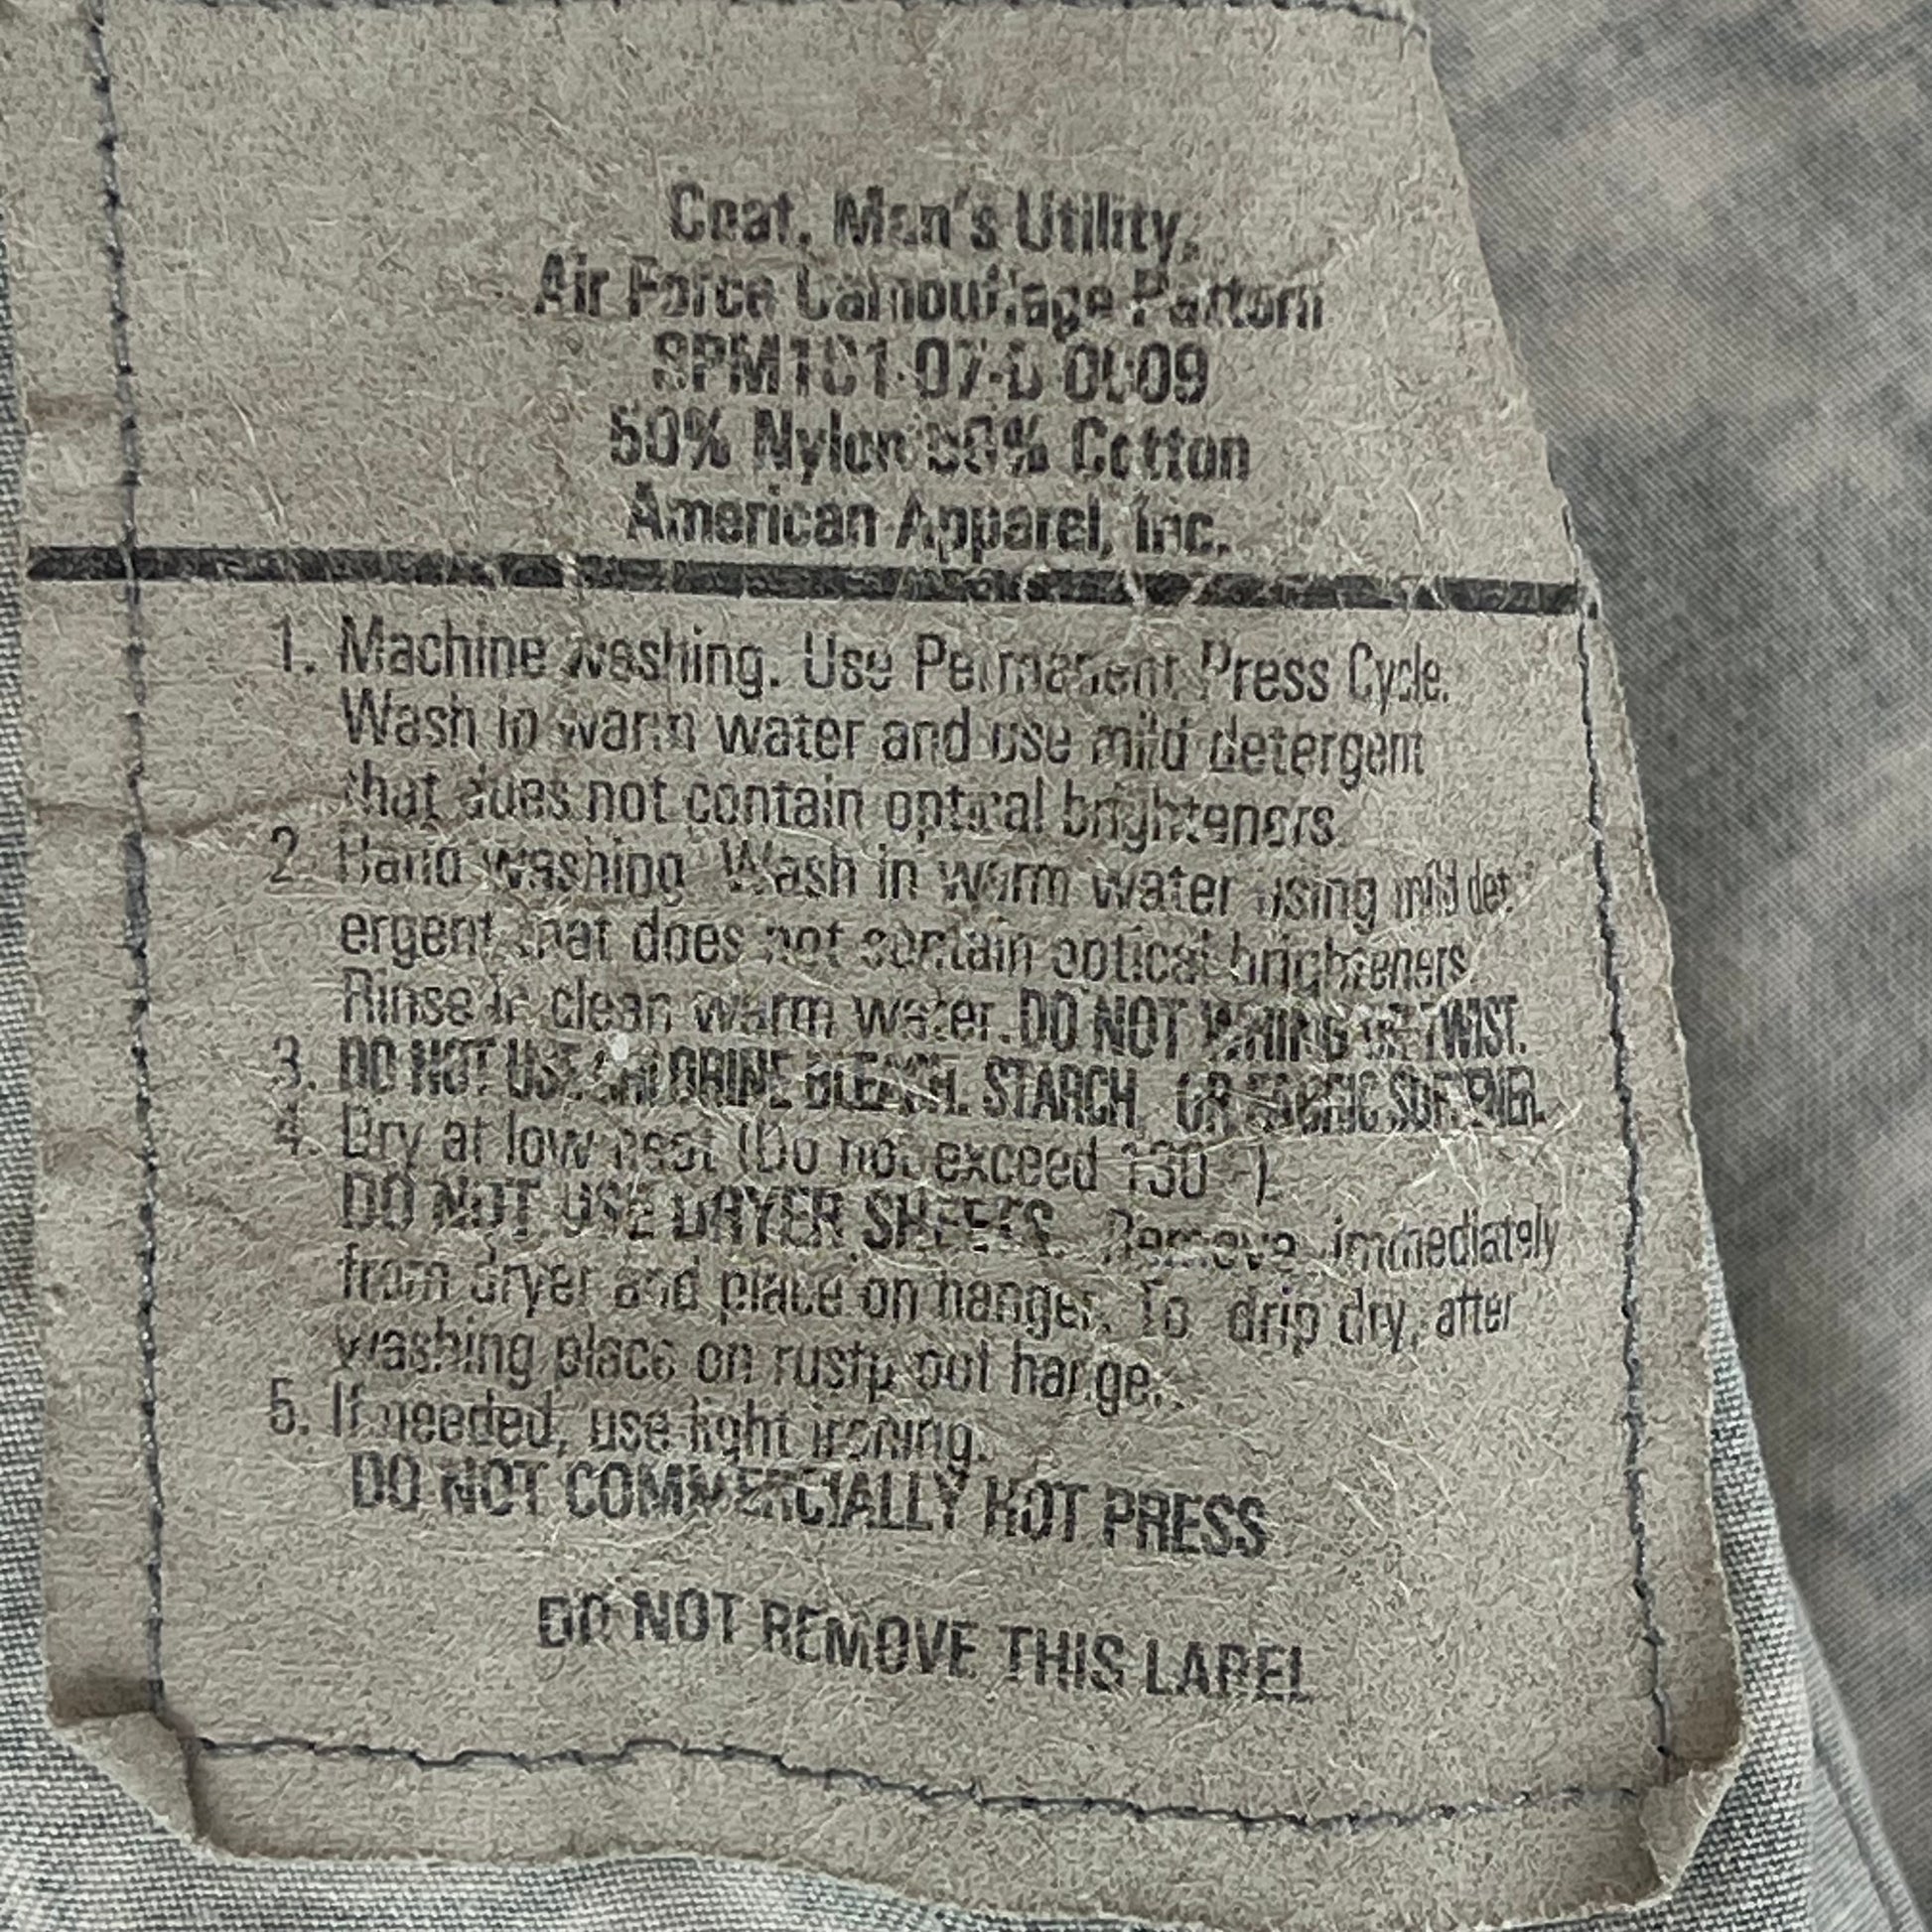 Coat, Man's Utility,
Air Force Camouflage Pattern
SPM1C1-07-D-0009
50% Nylon 50% Cotton
American Apparel, Inc.
1. Machine washing. Use Permanent Press Cycle.
Wash in warm water and use mild detergent
that does not contain optical brighteners.
2. Hand washing. Wash in warm water using mild det-
ergent that does not contain optical brighteners.
Rinse in clean warm water. DO NOT WRING OR TWIST.
3. DO NOT USE CHLORINE BLEACH, STARCH OR FABRIC SOFTENER.
4. Dry at low heat (Do not exceed 130 F).
DO NOT USE DRYER SHEETS. Remove immediately
from dryer and place on hanger. To drip dry, after
washing place on rust proof hanger.
5. If needed, use light ironing.
DO NOT COMMERCIALLY HOT PRESS
DO NOT REMOVE THIS LABEL